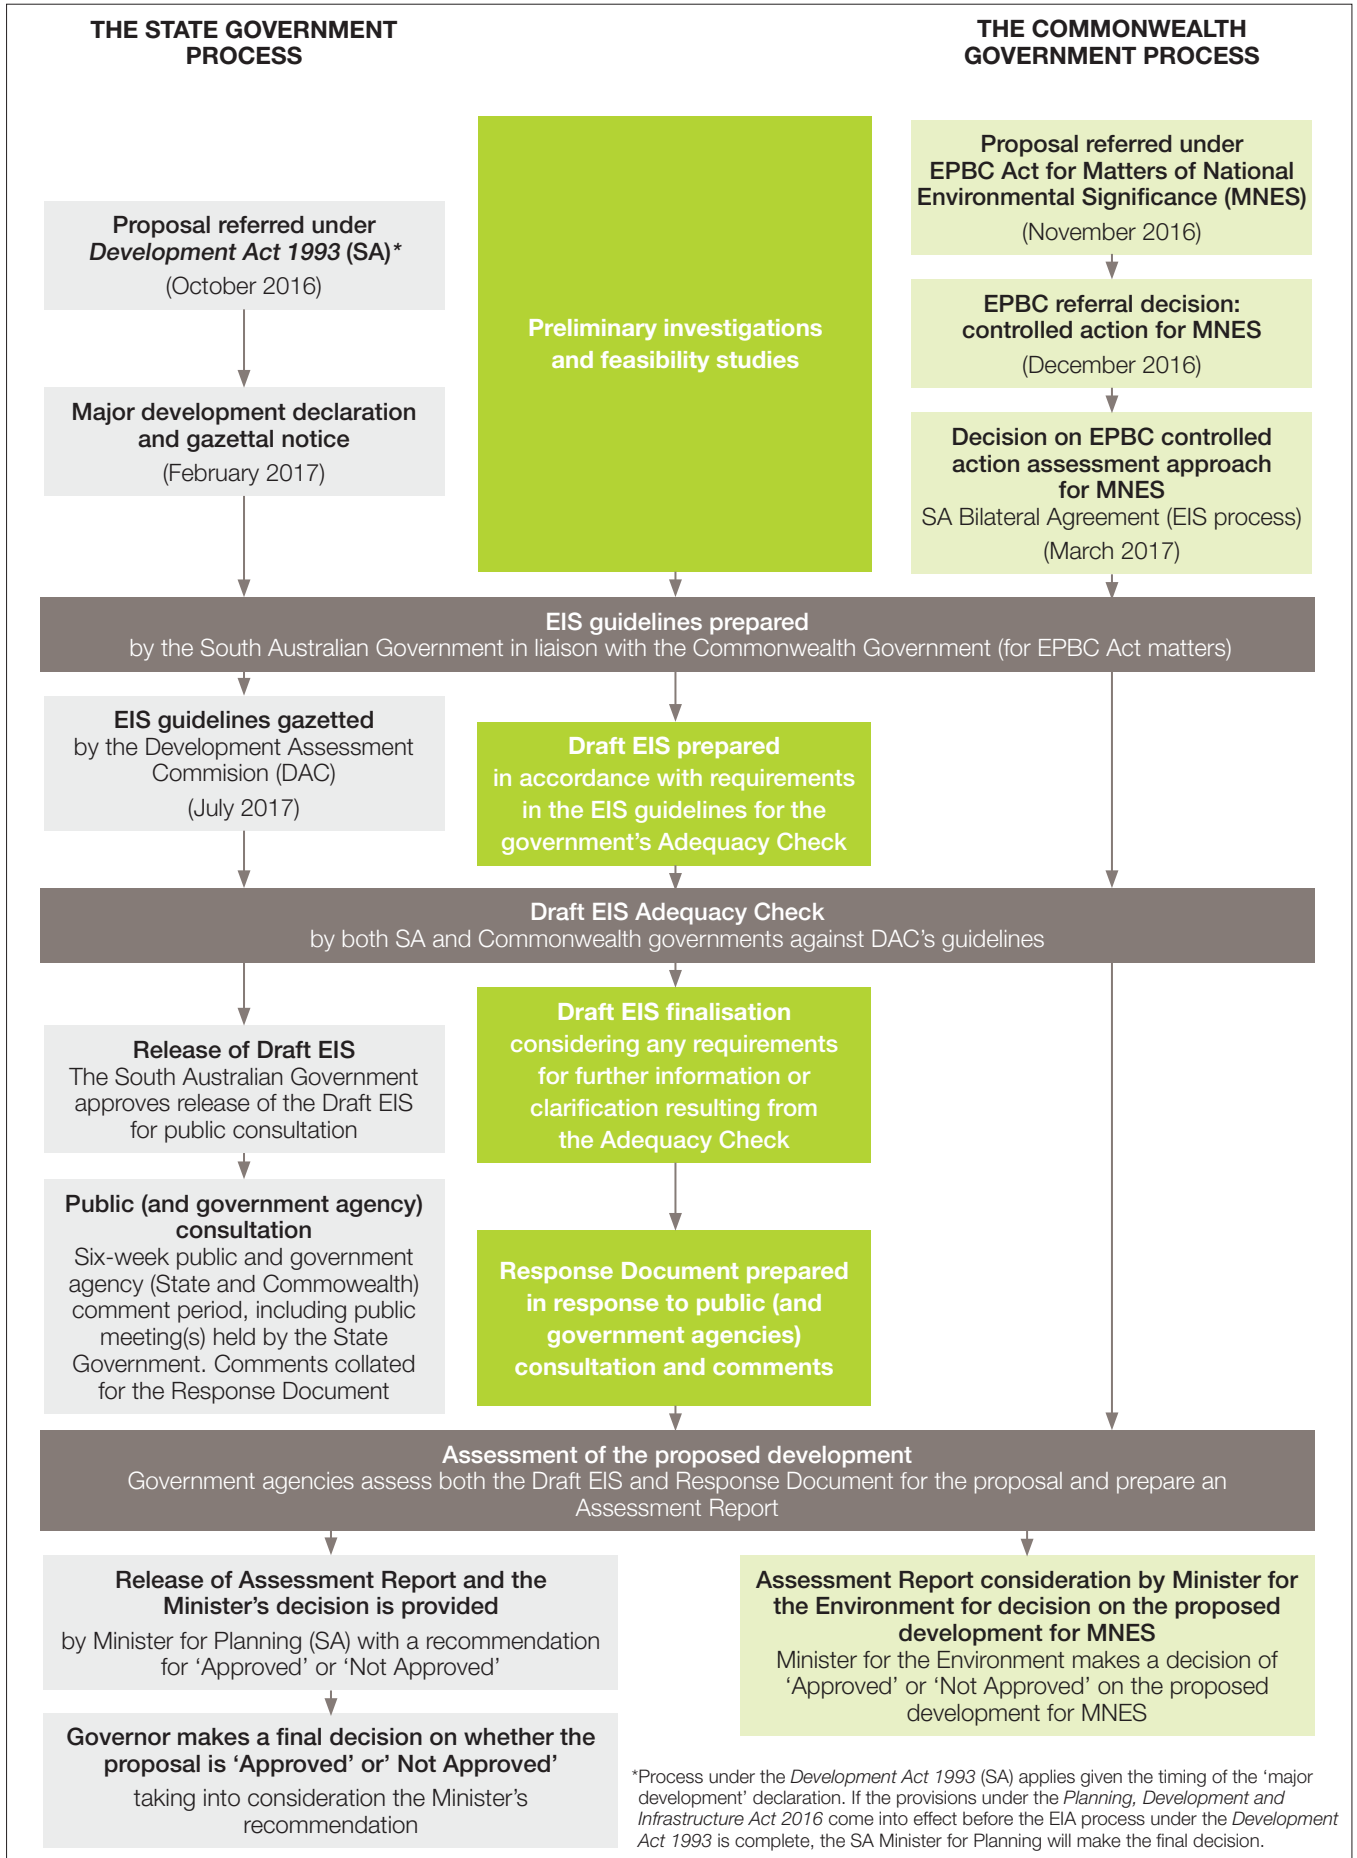 THE STATE GOVERNMENT
PROCESS
THE COMMONWEALTH
GOVERNMENT PROCESS
Proposal referred under
Development Act 1993 (SA)*
(October 2016)
Major development declaration
and gazettal notice
(February 2017)
Preliminary investigations
and feasibility studies
Proposal referred under
EPBC Act for Matters of National
Environmental Significance (MNES)
(November 2016)
EPBC referral decision:
controlled action for MNES
(December 2016)
Decision on EPBC controlled
action assessment approach
for MNES
SA Bilateral Agreement (EIS process)
(March 2017)
EIS guidelines prepared
by the South Australian Government in liaison with the Commonwealth Government (for EPBC Act matters)
EIS guidelines gazetted
by the Development Assessment
Commision (DAC)
(July 2017)
Draft EIS prepared
in accordance with requirements
in the EIS guidelines for the
government’s Adequacy Check
Draft EIS Adequacy Check
by both SA and Commonwealth governments against DAC’s guidelines
Release of Draft EIS
The South Australian Government
approves release of the Draft EIS
for public consultation
Draft EIS finalisation
considering any requirements
for further information or
clarification resulting from
the Adequacy Check
Public (and government agency)
consultation
Six-week public and government
agency (State and Commowealth)
comment period, including public
meeting(s) held by the State
Government. Comments collated
for the Response Document
Response Document prepared
in response to public (and
government agencies)
consultation and comments
Assessment of the proposed development
Government agencies assess both the Draft EIS and Response Document for the proposal and prepare an
Assessment Report
Release of Assessment Report and the
Minister’s decision is provided
by Minister for Planning (SA) with a recommendation
for ‘Approved’ or ‘Not Approved’
Governor makes a final decision on whether the
proposal is ‘Approved’ or’ Not Approved’
taking into consideration the Minister’s
recommendation
Assessment Report consideration by Minister for
the Environment for decision on the proposed
development for MNES
Minister for the Environment makes a decision of
‘Approved’ or ‘Not Approved’ on the proposed
development for MNES
*Process under the Development Act 1993 (SA) applies given the timing of the ‘major
development’ declaration. If the provisions under the Planning, Development and
Infrastructure Act 2016 come into effect before the EIA process under the Development
Act 1993 is complete, the SA Minister for Planning will make the final decision.